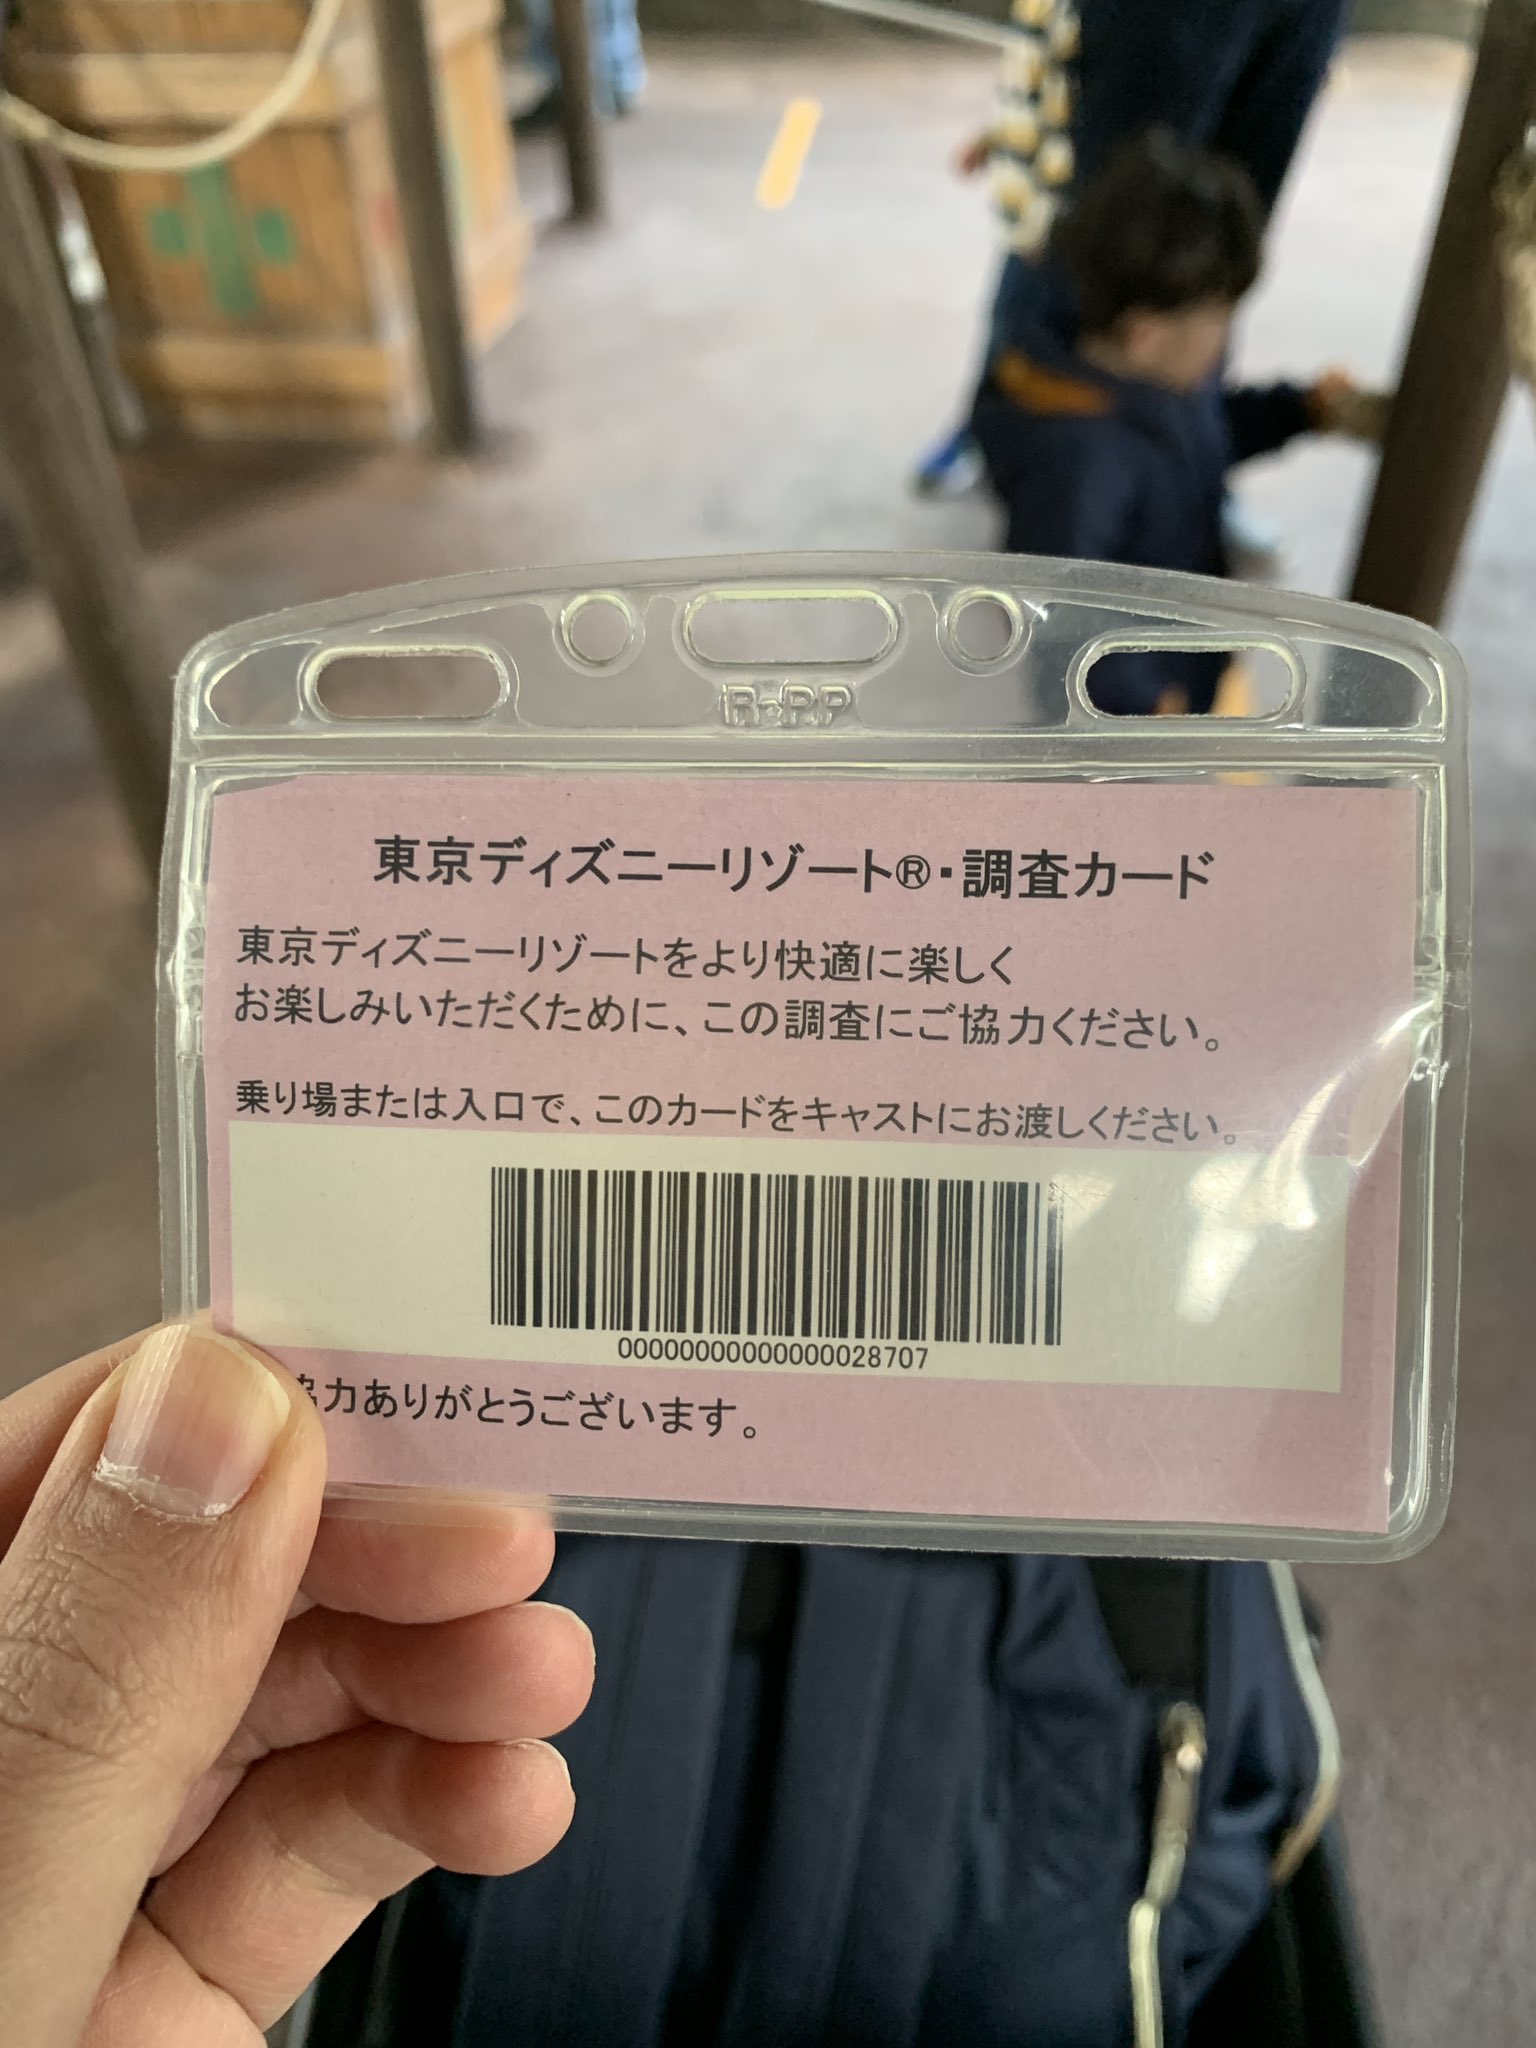 R-PP
東京ディズニーリゾート®・調査カード
東京ディズニーリゾートをより快適に楽しく
お楽しみいただくために、この調査にご協力ください。
乗り場または入口で、このカードをキャストにお渡しください。
00000000000000028707
協力ありがとうございます。